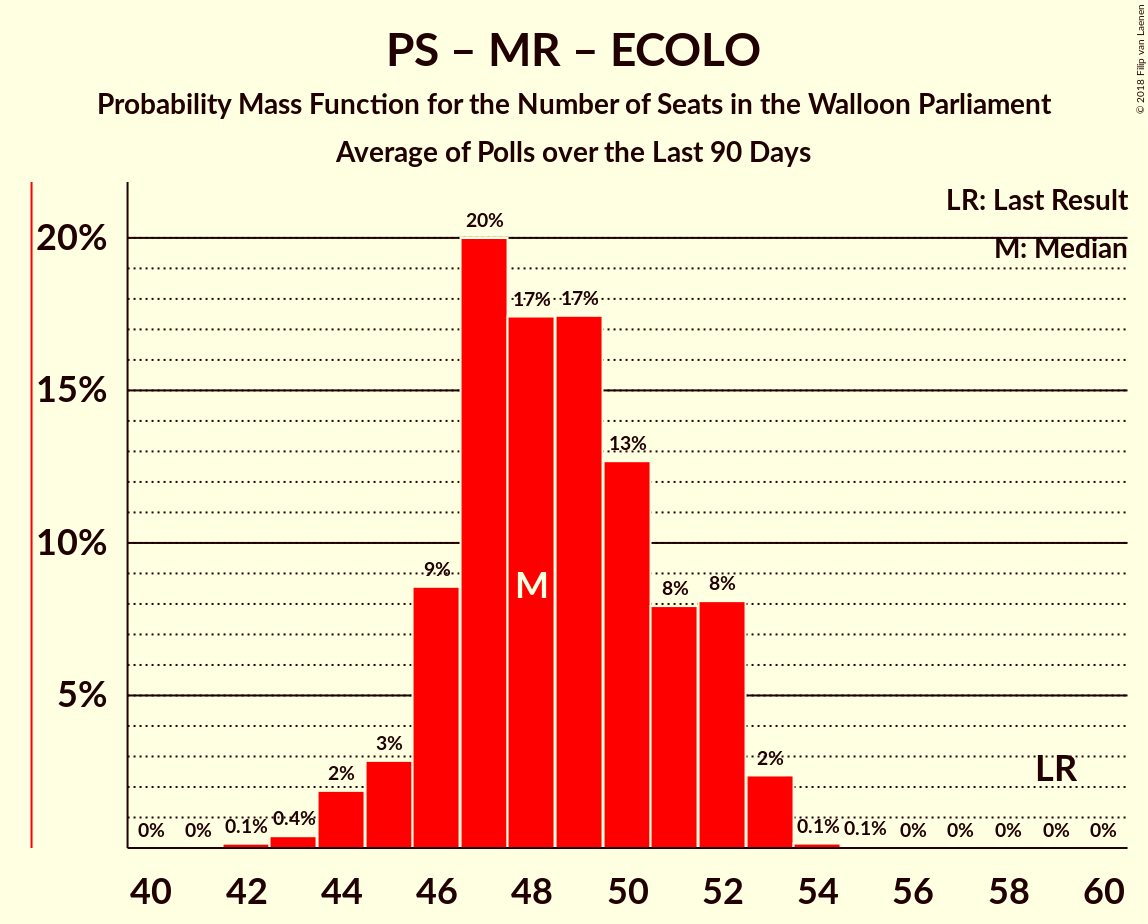 PS – MR – ECOLO
Probability Mass Function for the Number of Seats in the Walloon Parliament
Average of Polls over the Last 90 Days
© 2018 Filip van Laenen
LR: Last Result
M: Median
20%
15%
10%
5%
0% 0% 0.1% 0.4% 2% 3% 9% 20% 17% 17% 13% 8% 8% 2% 0.1% 0.1% 0% 0% 0% 0% 0%
M
LR
40 42 44 46 48 50 52 54 56 58 60